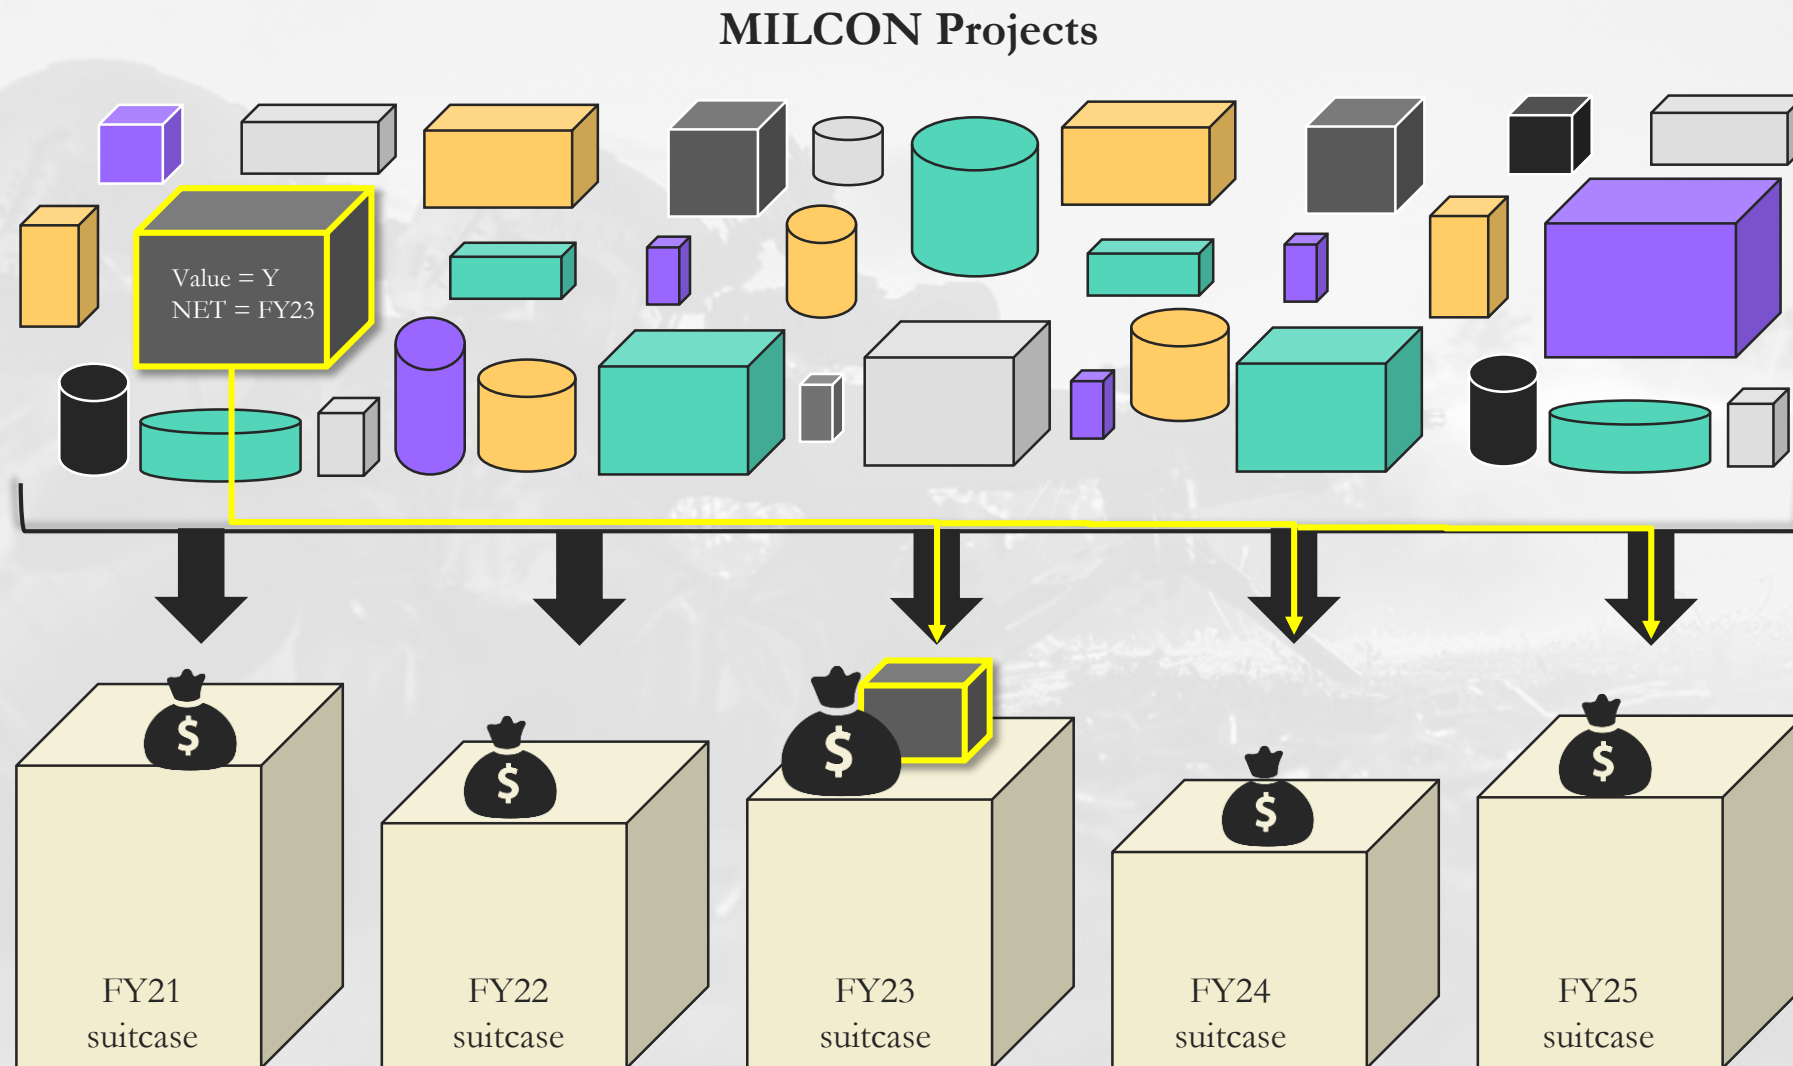 MILCON Projects
Value = Y
NET = FY23
$
$
$
$
$
FY21
suitcase
FY22
suitcase
FY23
suitcase
FY24
suitcase
FY25
suitcase